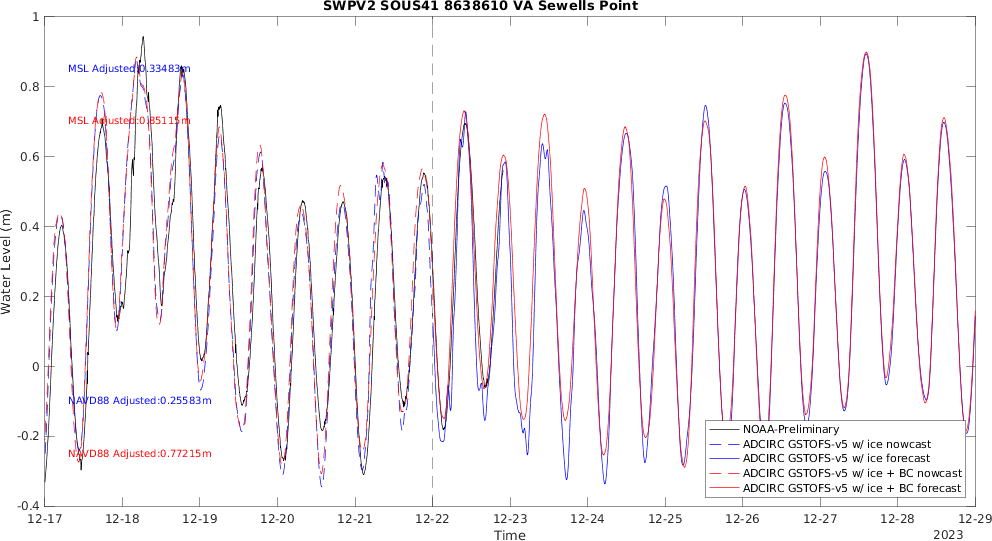 SWPV2 SOUS41 8638610 VA Sewells Point
1
0.8
0.6
0.4
0.2
0
-0.2
-0.4
Water Level (m)
MSL Adjusted:0.33483m
MSL Adjusted:0.85115m
NAVD88 Adjusted:0.25583m
NAVD88 Adjusted:0.77215m
NOAA-Preliminary
ADCIRC GSTOFS-v5 w/ ice nowcast
ADCIRC GSTOFS-v5 w/ ice forecast
ADCIRC GSTOFS-v5 w/ ice + BC nowcast
ADCIRC GSTOFS-v5 w/ ice + BC forecast
12-17 12-18 12-19 12-20 12-21 12-22 12-23 12-24 12-25 12-26 12-27 12-28 12-29
Time
2023